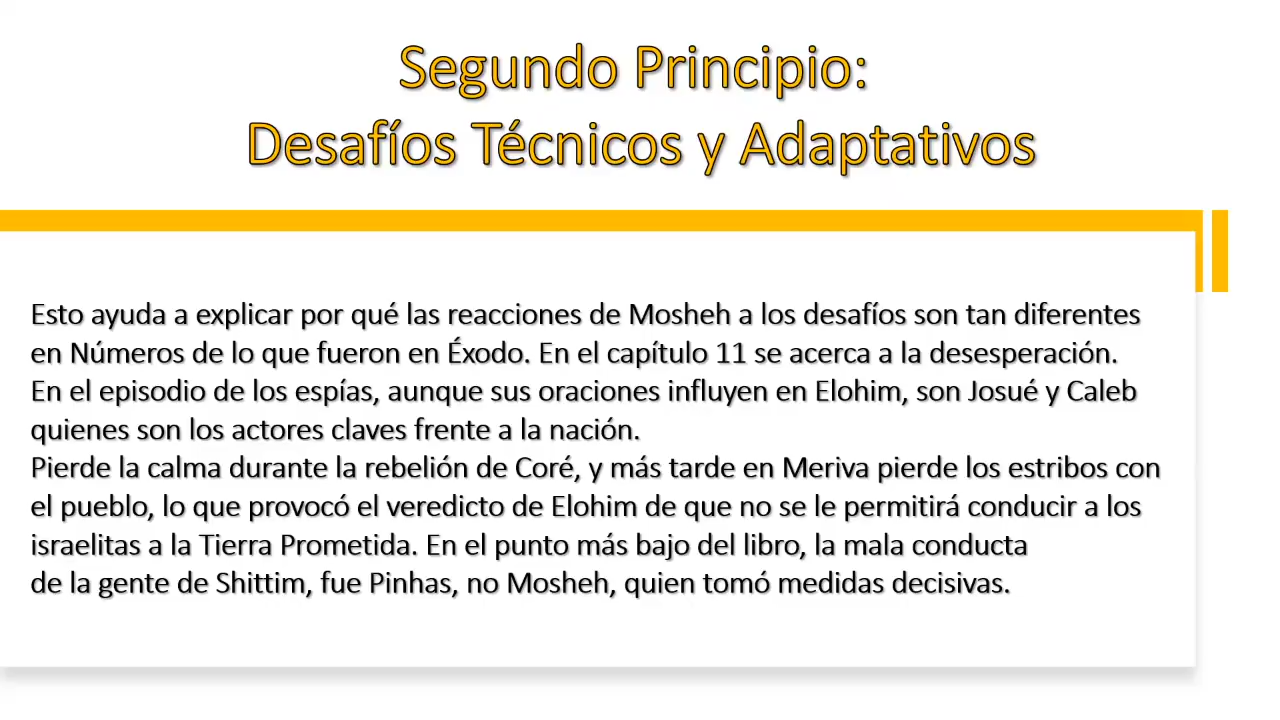 Segundo Principio:
Desafíos Técnicos y Adaptativos
Esto ayuda a explicar por qué las reacciones de Mosheh a los desafíos son tan diferentes
en Números de lo que fueron en Éxodo. En el capítulo 11 se acerca a la desesperación.
En el episodio de los espías, aunque sus oraciones influyen en Elohim, son Josué y Caleb
quienes son los actores claves frente a la nación.
Pierde la calma durante la rebelión de Coré, y más tarde en Meriva pierde los estribos con
el pueblo, lo que provocó el veredicto de Elohim de que no se le permitirá conducir a los
israelitas a la Tierra Prometida. En el punto más bajo del libro, la mala conducta
de la gente de Shittim, fue Pinhas, no Mosheh, quien tomó medidas decisivas.